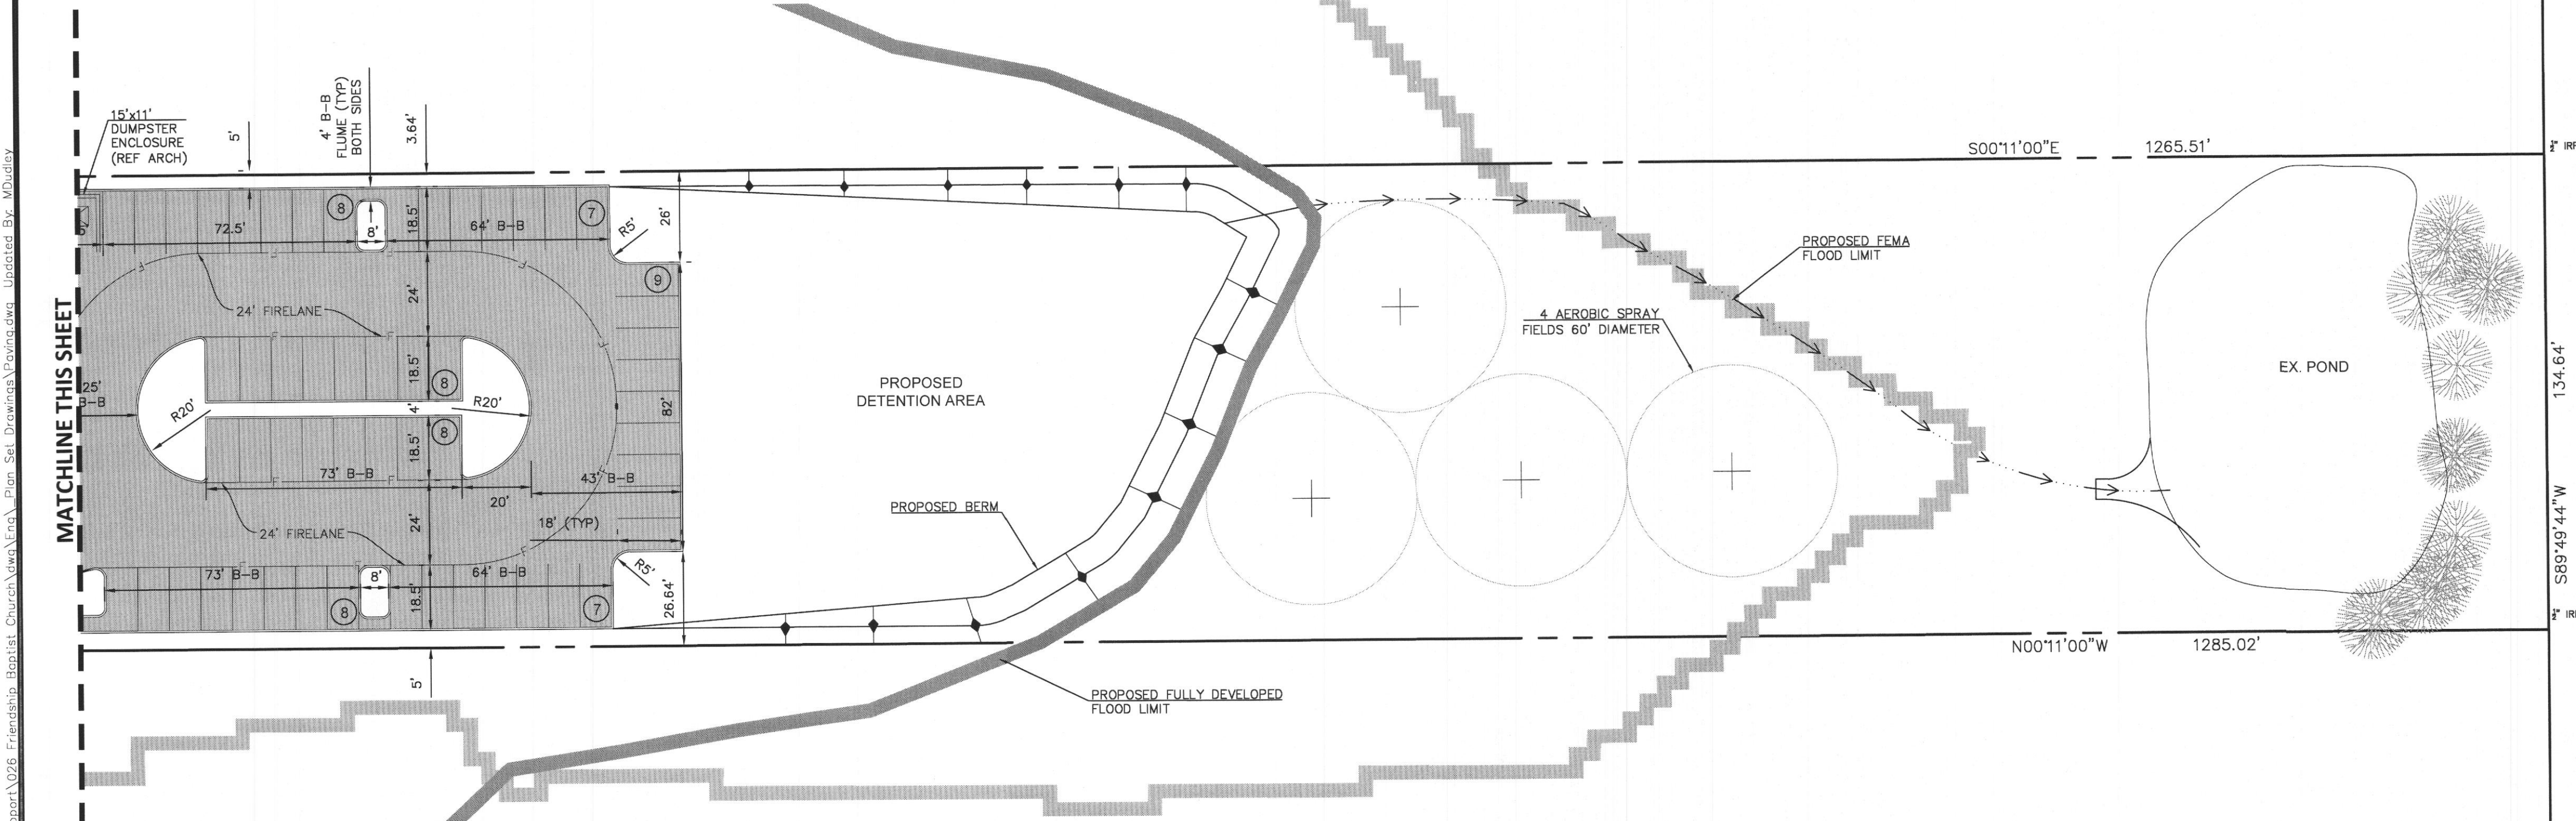 pport\026 Friendship Baptist Church\dwg\Eng\_Plan Set Drawings\Paving.dwg Updated By: MDudley
MATCHLINE THIS SHEET
15'x11'
DUMPSTER
ENCLOSURE
(REF ARCH)
5'
4' B-B
FLUME (TYP)
BOTH SIDES
3.64'
72.5'
8
8'
18.5'
64' B-B
7
R5'
26'
9
24' FIRELANE
24'
25'
B-B
R20'
18.5'
8
4'
R20'
82'
18.5'
8
73' B-B
20'
43' B-B
18' (TYP)
24' FIRELANE
24'
73' B-B
8'
8
18.5'
64' B-B
7
R5'
26.64'
5'
PROPOSED
DETENTION AREA
PROPOSED BERM
PROPOSED FULLY DEVELOPED
FLOOD LIMIT
4 AEROBIC SPRAY
FIELDS 60' DIAMETER
PROPOSED FEMA
FLOOD LIMIT
S00°11'00"E 1265.51'
EX. POND
N00°11'00"W 1285.02'
134.64'
S89°49'44"W
F
F
F
F
F
F
F
F
F
F
F